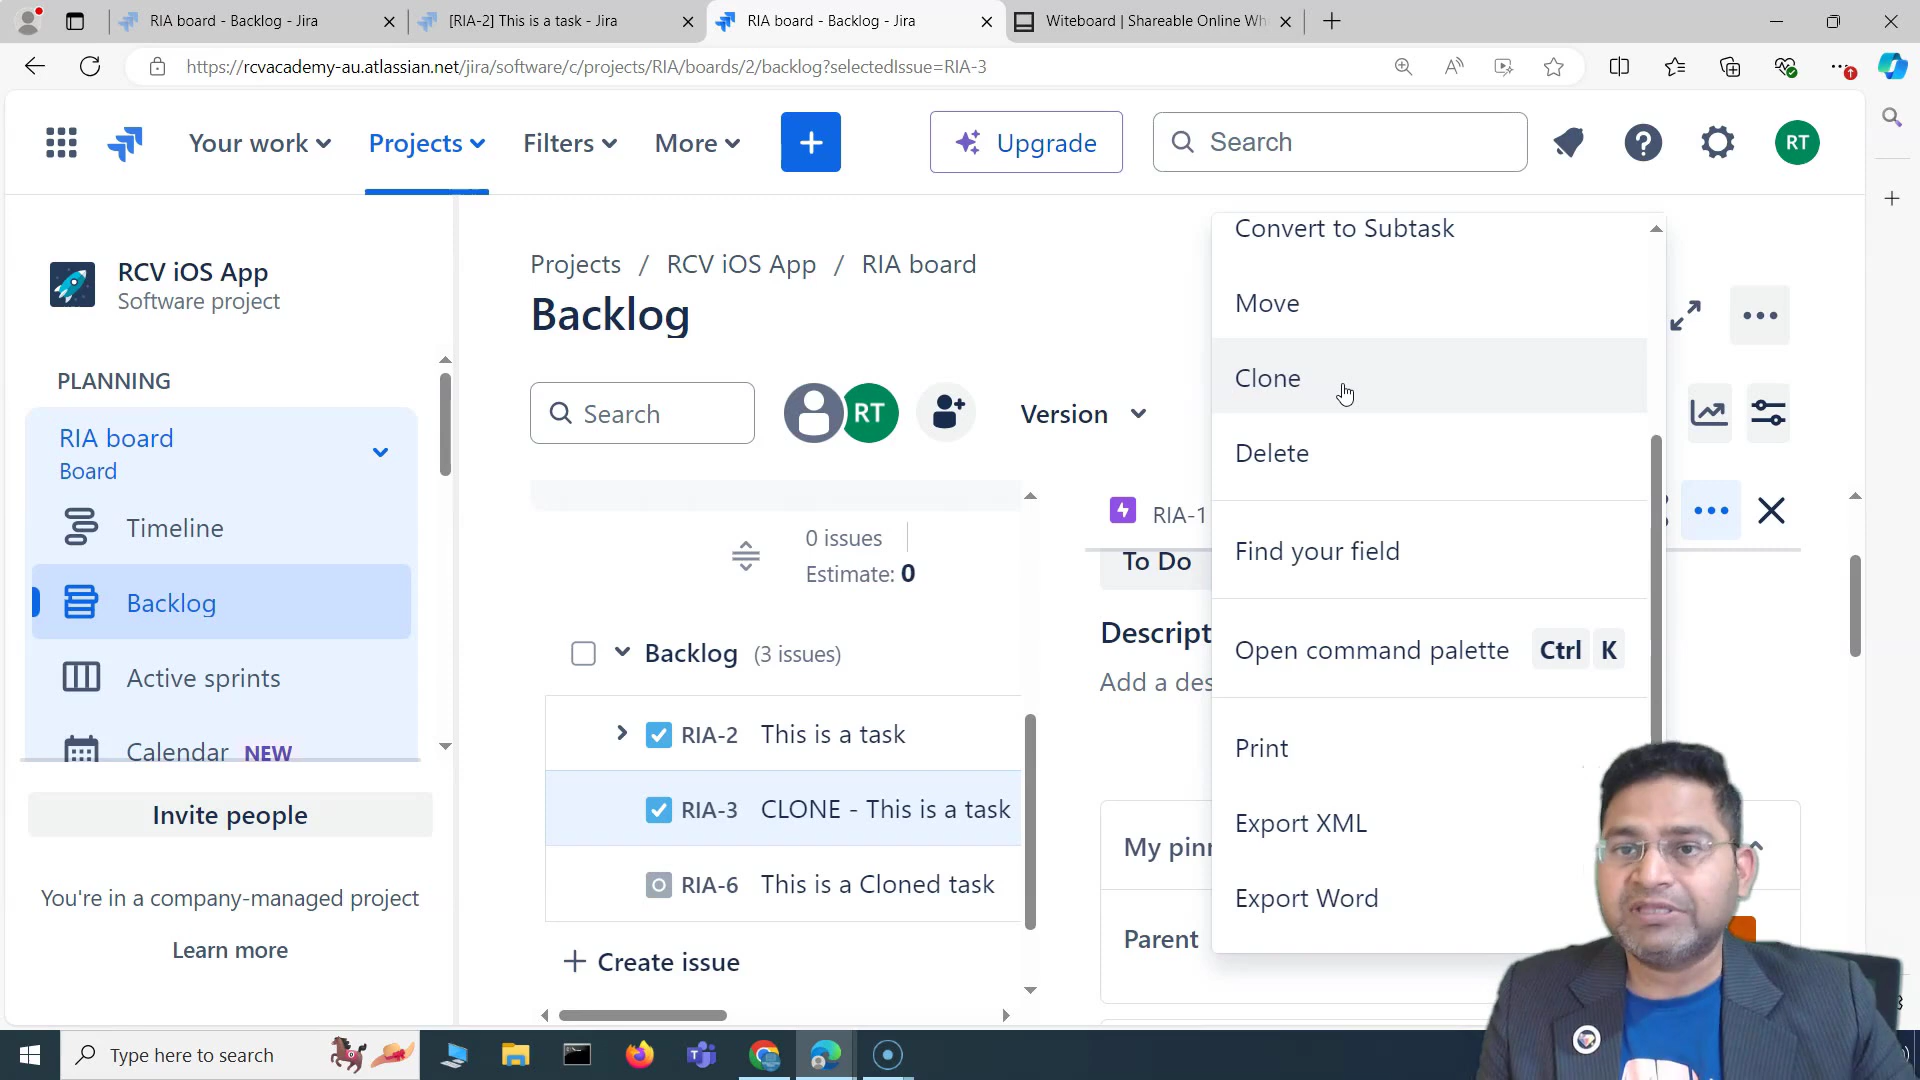 RIA board - Backlog - Jira
[RIA-2] This is a task - Jira
RIA board - Backlog - Jira
Witeboard | Shareable Online Wh
https://rcvacademy-au.atlassian.net/jira/software/c/projects/RIA/boards/2/backlog?selectedIssue=RIA-3
Your work
Projects
Filters
More
Upgrade
Search
RT
RCV iOS App
Software project
PLANNING
RIA board
Board
Timeline
Backlog
Active sprints
Calendar NEW
Invite people
You're in a company-managed project
Learn more
Projects / RCV iOS App / RIA board
Backlog
Search
RT
Version
0 issues
Estimate: 0
Backlog (3 issues)
RIA-2 This is a task
RIA-3 CLONE - This is a task
RIA-6 This is a Cloned task
+ Create issue
RIA-1
To Do
Descript
Add a des
My pinn
Parent
Convert to Subtask
Move
Clone
Delete
Find your field
Open command palette Ctrl K
Print
Export XML
Export Word
Type here to search